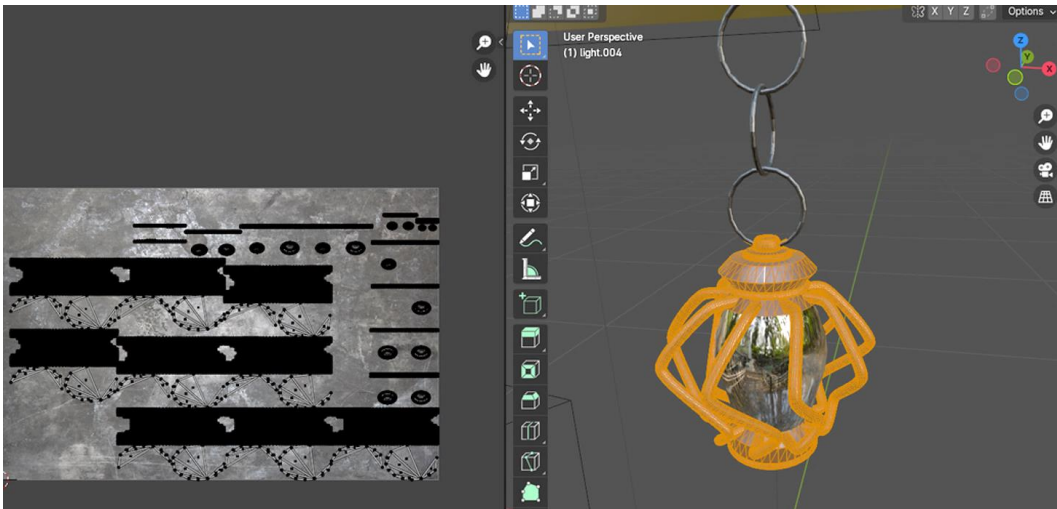 X Y Z Options
User Perspective
(1) light.004
Z
Y
X